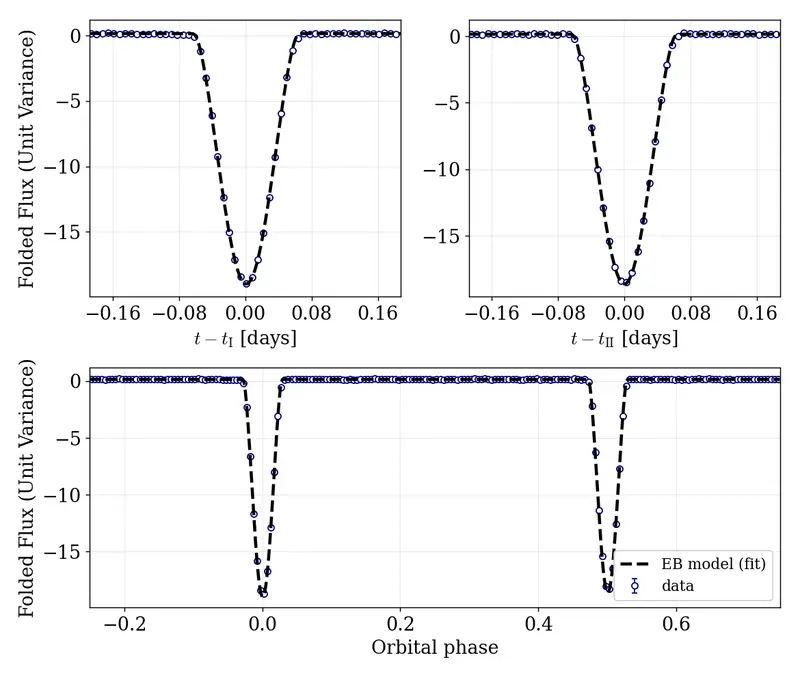 Folded Flux (Unit Variance)
0
−5
−10
−15
−0.16 −0.08 0.00 0.08 0.16
t − tI [days]
0
−5
−10
−15
−0.16 −0.08 0.00 0.08 0.16
t − tII [days]
Folded Flux (Unit Variance)
0
−5
−10
−15
EB model (fit)
data
−0.2 0.0 0.2 0.4 0.6
Orbital phase